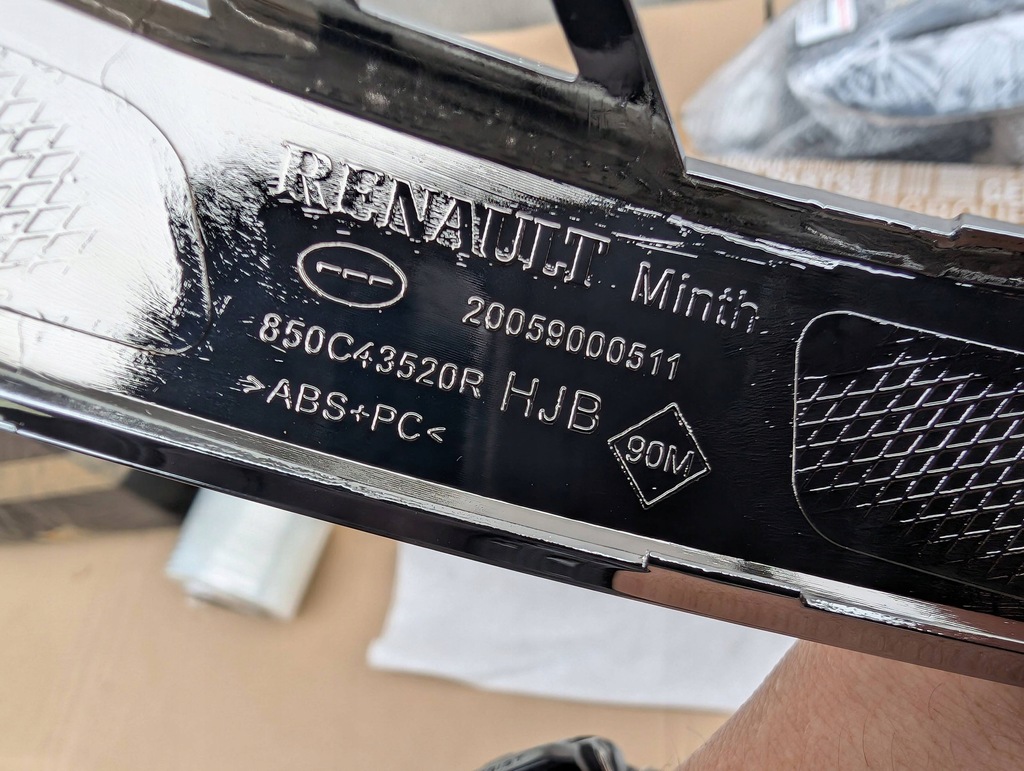 RENAULT
Minth
20059000511
850C43520R
HJB
>ABS+PC<
90M